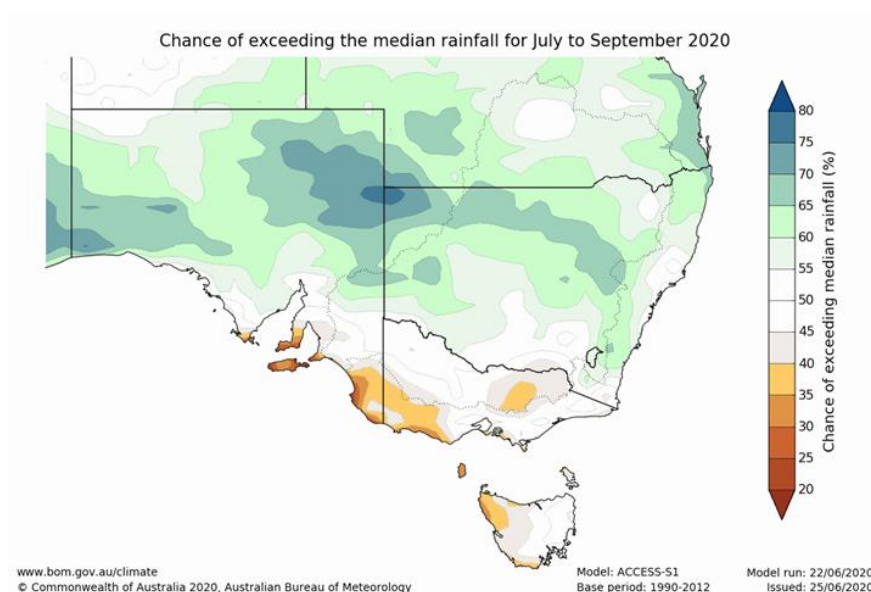 Chance of exceeding the median rainfall for July to September 2020
80
75
70
65
60
55
50
45
40
35
30
25
20
Chance of exceeding median rainfall (%)
www.bom.gov.au/climate
© Commonwealth of Australia 2020, Australian Bureau of Meteorology
Model: ACCESS-S1
Base period: 1990-2012
Model run: 22/06/2020
Issued: 25/06/2020